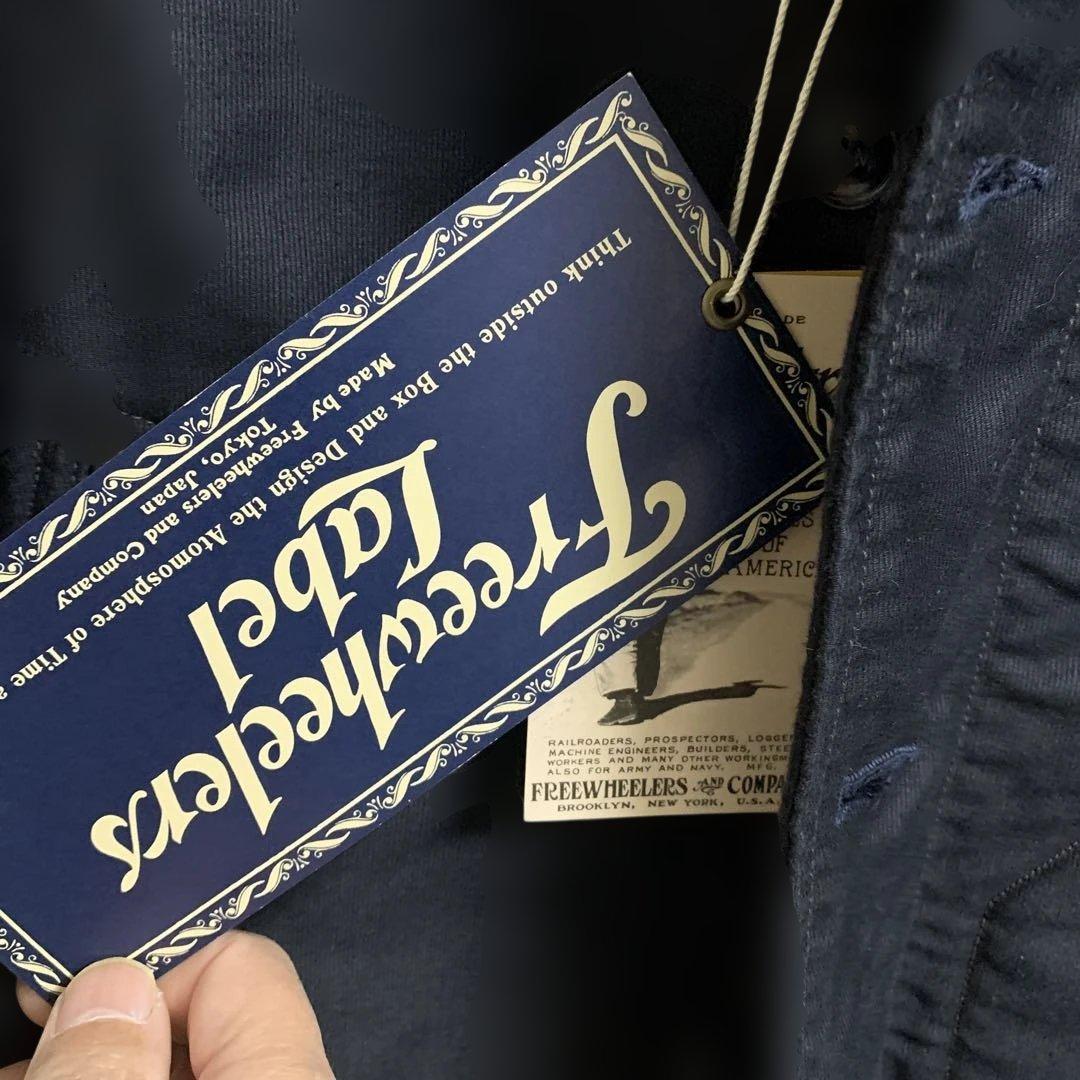 Freewheelers
Label
Think outside the Box and Design the Atomosphere of Time a
Made by Freewheelers and Company
Tokyo, Japan
DE
OF
AMERIC
RAILROADERS, PROSPECTORS, LOGGE
MACHINE ENGINEERS, BUILDERS, STEE
WORKERS AND MANY OTHER WORKINGM
ALSO FOR ARMY AND NAVY. MFG.
FREEWHEELERS AND COMPA
BROOKLYN, NEW YORK, U.S.A.